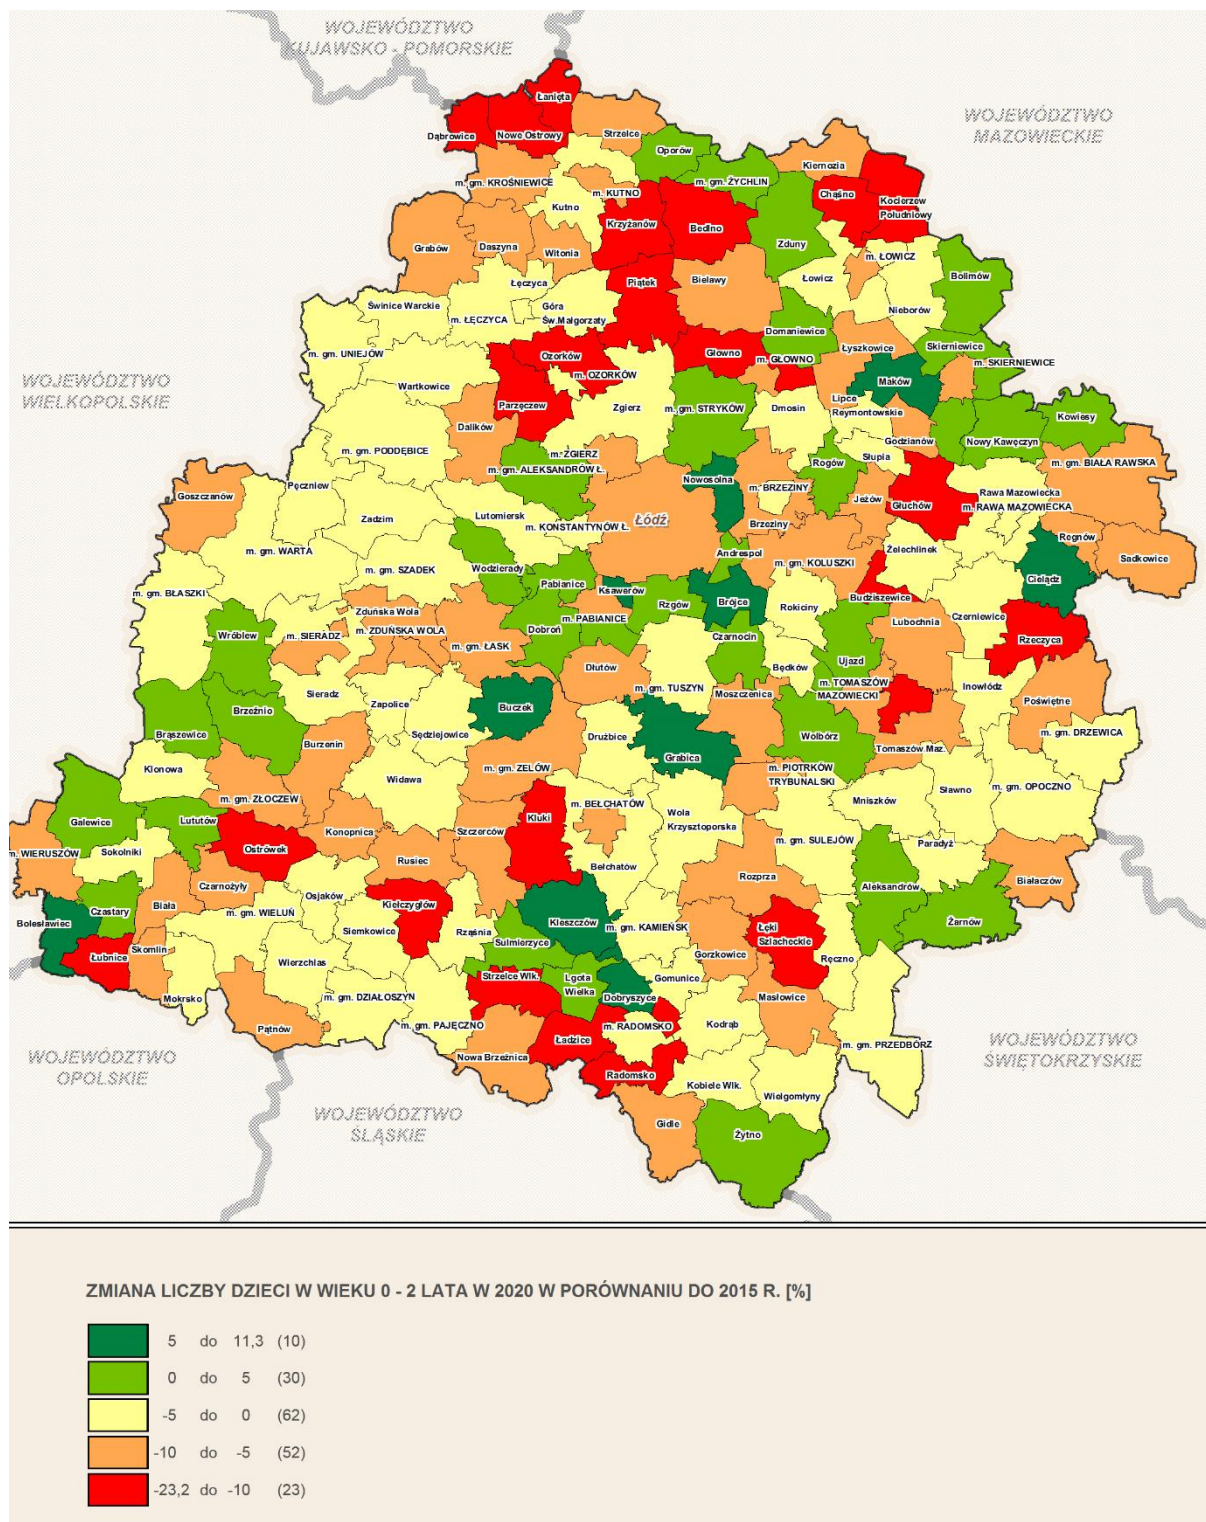 WOJEWÓDZTWO
KUJAWSKO - POMORSKIE
WOJEWÓDZTWO
MAZOWIECKIE
Łanięta
Dąbrowice
Nowe Ostrowy
Strzelce
Oporów
Kiernozia
m. gm. KROŚNIEWICE
m. KUTNO
m. gm. ŻYCHLIN
Chąśno
Kocierzew
Południowy
Kutno
Krzyżanów
Bedlno
Zduny
Grabów
Daszyna
Witonia
m. ŁOWICZ
Bolimów
Łęczyca
Piątek
Bielawy
Łowicz
Świnice Warckie
Góra
Św.Małgorzaty
m. ŁĘCZYCA
Nieborów
Domaniewice
m. gm. UNIEJÓW
Ozorków
Głowno
m. GŁOWNO
Łyszkowice
Skierniewice
m. SKIERNIEWICE
WOJEWÓDZTWO
WIELKOPOLSKIE
Wartkowice
m. OZORKÓW
Maków
Parzęczew
Zgierz
m. gm. STRYKÓW
Dmosin
Lipce
Reymontowskie
Kowiesy
Dalików
Godzianów
Nowy Kawęczyn
m. gm. PODDĘBICE
m. ZGIERZ
m. gm. ALEKSANDRÓW Ł.
Rogów
Słupia
m. gm. BIAŁA RAWSKA
Pęczniew
Nowosolna
m. BRZEZINY
Goszczanów
Jeżów
Głuchów
Rawa Mazowiecka
m. RAWA MAZOWIECKA
Zadzim
Lutomiersk
m. KONSTANTYNÓW Ł.
Łódź
Brzeziny
Regnów
m. gm. WARTA
Andrespol
Żelechlinek
Sadkowice
m. gm. SZADEK
Wodzierady
m. gm. KOLUSZKI
Cielądz
m. gm. BŁASZKI
Pabianice
Ksawerów
Rzgów
Brójce
Rokiciny
Budziszewice
Zduńska Wola
m. PABIANICE
Lubochnia
Czerniewice
Wróblew
m. SIERADZ
m. ZDUŃSKA WOLA
Dobroń
Czarnocin
Rzeczyca
m. gm. ŁASK
Dłutów
Będków
Ujazd
Sieradz
m. gm. TUSZYN
Moszczenica
m. TOMASZÓW
MAZOWIECKI
Inowłódz
Poświętne
Brzeźnio
Zapolice
Buczek
Brąszewice
Burzenin
Sędziejowice
Drużbice
Wolbórz
m. gm. DRZEWICA
Klonowa
Grabica
Tomaszów Maz.
m. gm. ZELÓW
m. PIOTRKÓW
TRYBUNALSKI
Widawa
Sławno
m. gm. OPOCZNO
m. gm. ZŁOCZEW
Mniszków
Galewice
Lututów
Kluki
m. BEŁCHATÓW
Wola
Krzysztoporska
Konopnica
Szczerców
m. WIERUSZÓW
Sokolniki
Ostrówek
m. gm. SULEJÓW
Paradyż
Rusiec
Bełchatów
Rozprza
Białaczów
Czarnożyły
Osjaków
Aleksandrów
Biała
Kiełczygłów
Czastary
m. gm. WIELUŃ
Bolesławiec
Kleszczów
Żarnów
Siemkowice
Rząśnia
m. gm. KAMIEŃSK
Łęki
Szlacheckie
Sulmierzyce
Skomlin
Łubnice
Wierzchlas
Gorzkowice
Ręczno
Strzelce Wlk.
Lgota
Wielka
Gomunice
Mokrsko
m. gm. DZIAŁOSZYN
Dobryszyce
Masłowice
Pątnów
m. gm. PAJĘCZNO
m. RADOMSKO
Kodrąb
Ładzice
m. gm. PRZEDBÓRZ
WOJEWÓDZTWO
OPOLSKIE
Nowa Brzeźnica
Radomsko
Kobiele Wlk.
Wielgomłyny
WOJEWÓDZTWO
ŚWIĘTOKRZYSKIE
WOJEWÓDZTWO
ŚLĄSKIE
Gidle
Żytno
ZMIANA LICZBY DZIECI W WIEKU 0 - 2 LATA W 2020 W PORÓWNANIU DO 2015 R. [%]
5 do 11,3 (10)
0 do 5 (30)
-5 do 0 (62)
-10 do -5 (52)
-23,2 do -10 (23)